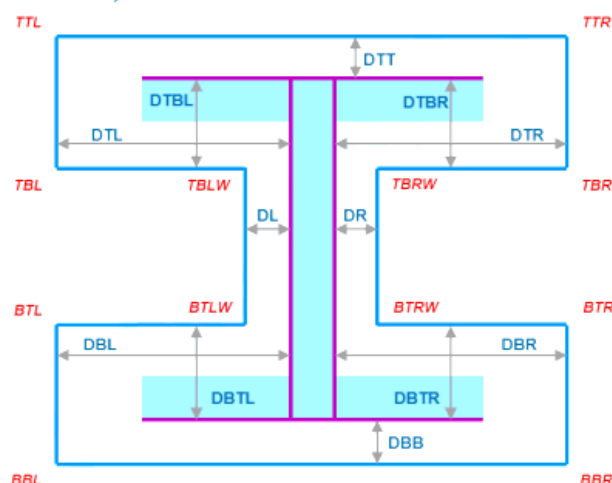 TTL TTR
DTT
DTBL DTBR
DTL DTR
TBL TBLW TBRW TBR
DL DR
BTL BTLW BTRW BTR
DBL DBR
DBTL DBTR
DBB
BBL BBR